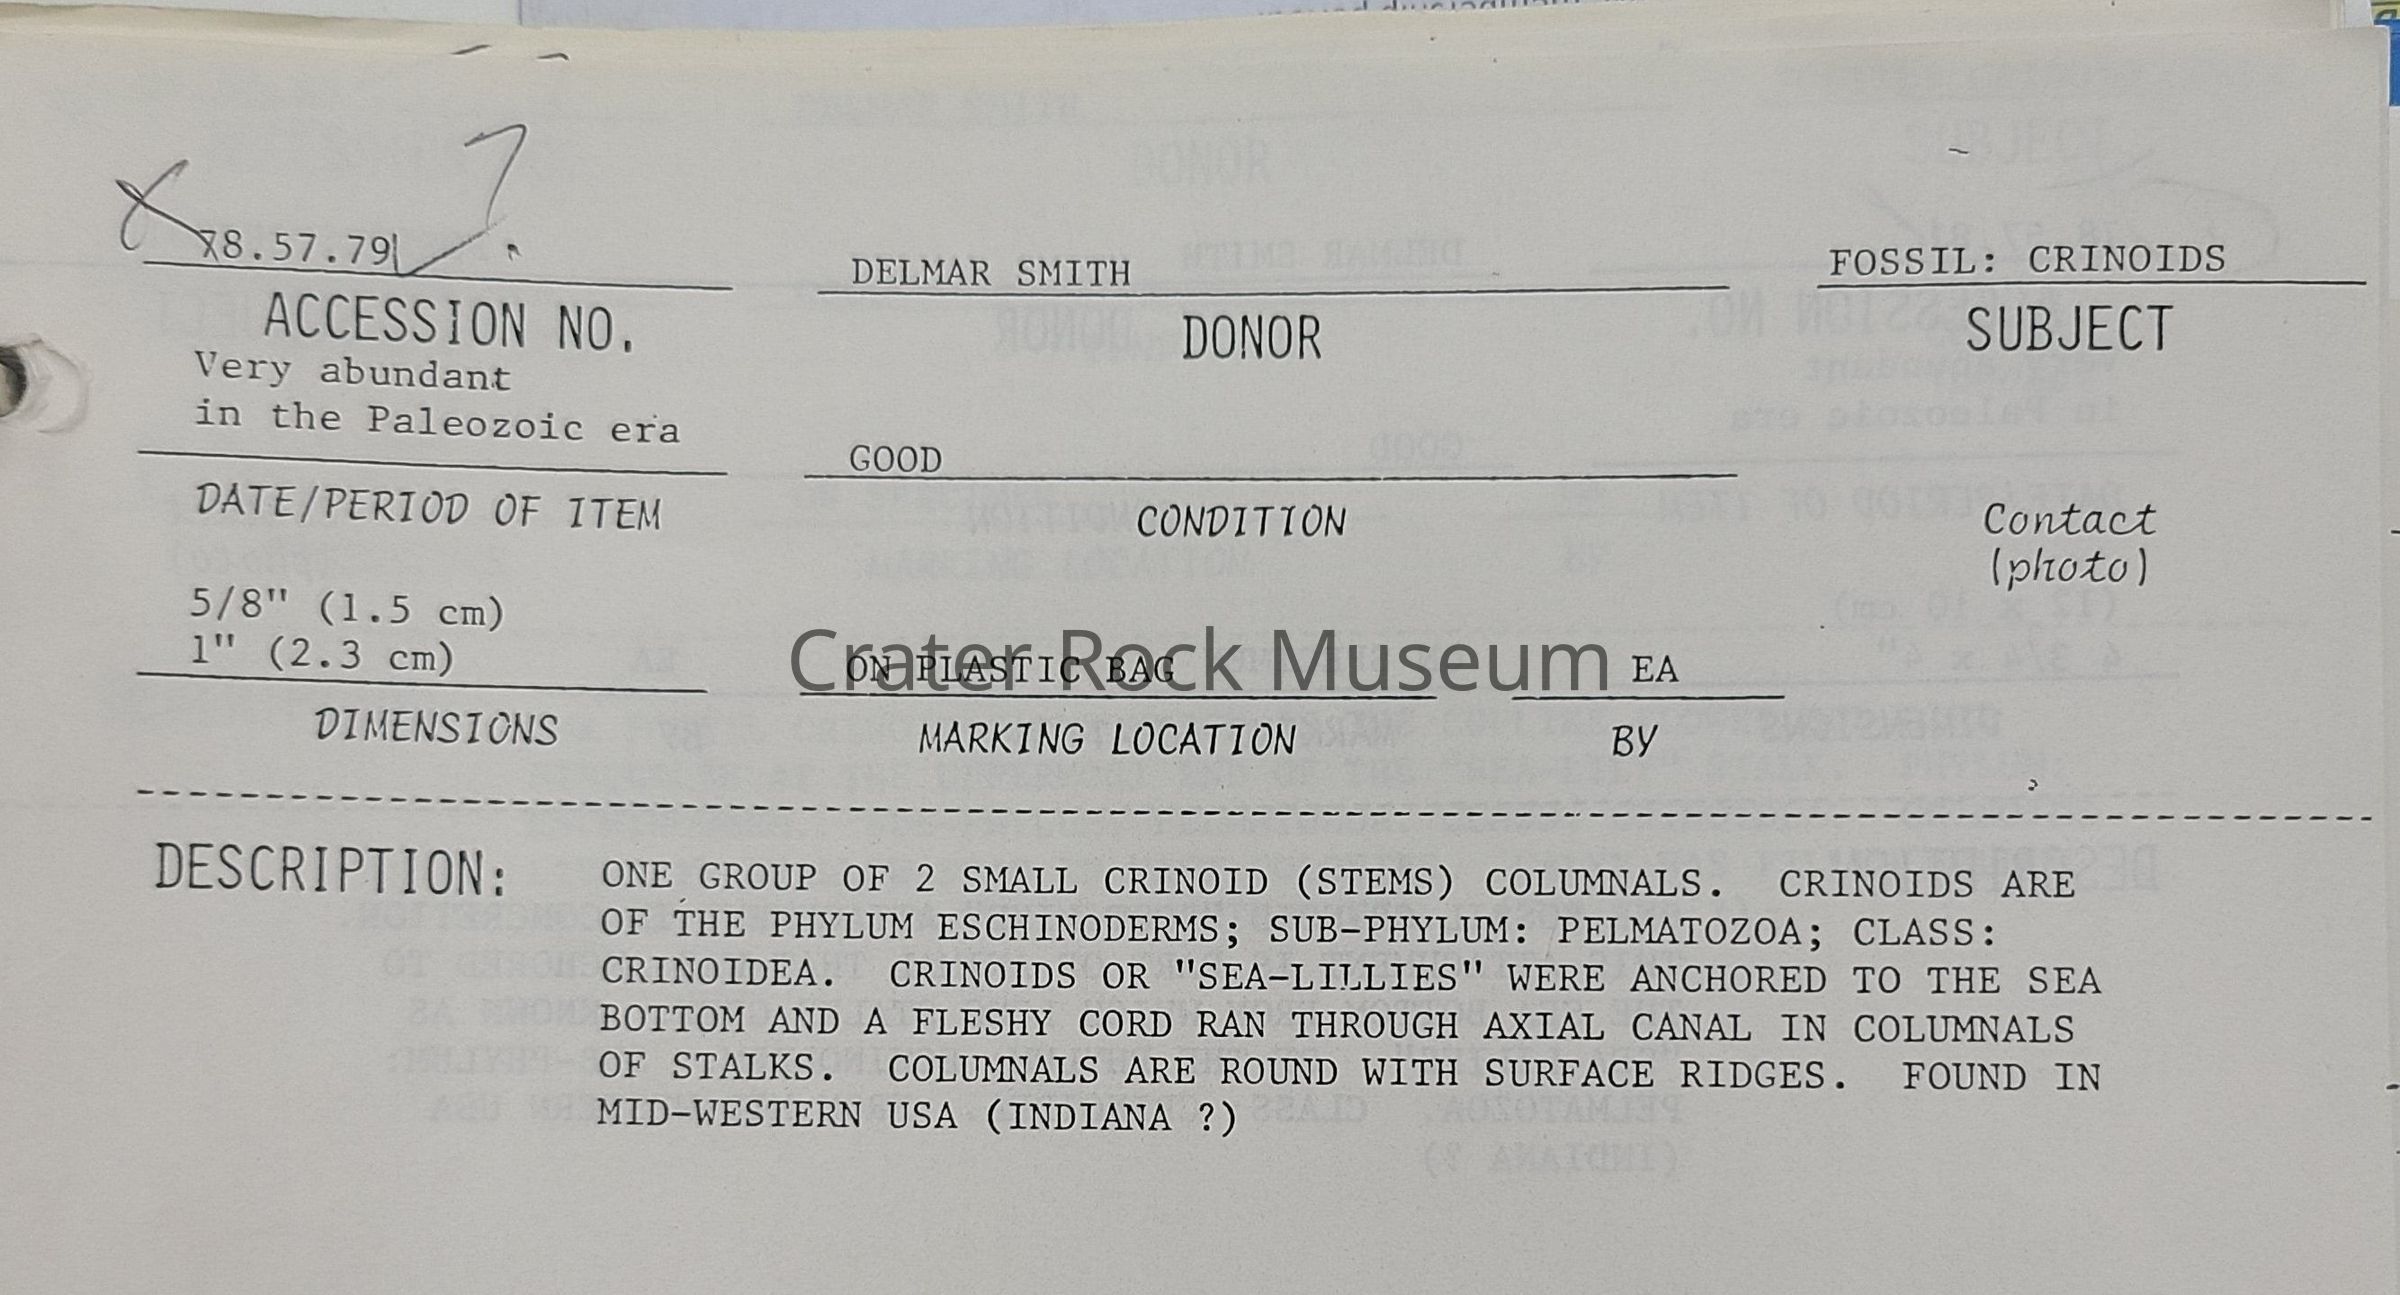 78.57.79 ?
DELMAR SMITH
FOSSIL: CRINOIDS
ACCESSION NO.
DONOR
SUBJECT
Very abundant
in the Paleozoic era
GOOD
DATE/PERIOD OF ITEM
CONDITION
Contact
(photo)
5/8" (1.5 cm)
1" (2.3 cm)
ON PLASTIC BAG
EA
Crater Rock Museum
DIMENSIONS
MARKING LOCATION
BY
DESCRIPTION:
ONE GROUP OF 2 SMALL CRINOID (STEMS) COLUMNALS. CRINOIDS ARE
OF THE PHYLUM ESCHINODERMS; SUB-PHYLUM: PELMATOZOA; CLASS:
CRINOIDEA. CRINOIDS OR "SEA-LILLIES" WERE ANCHORED TO THE SEA
BOTTOM AND A FLESHY CORD RAN THROUGH AXIAL CANAL IN COLUMNALS
OF STALKS. COLUMNALS ARE ROUND WITH SURFACE RIDGES. FOUND IN
MID-WESTERN USA (INDIANA ?)